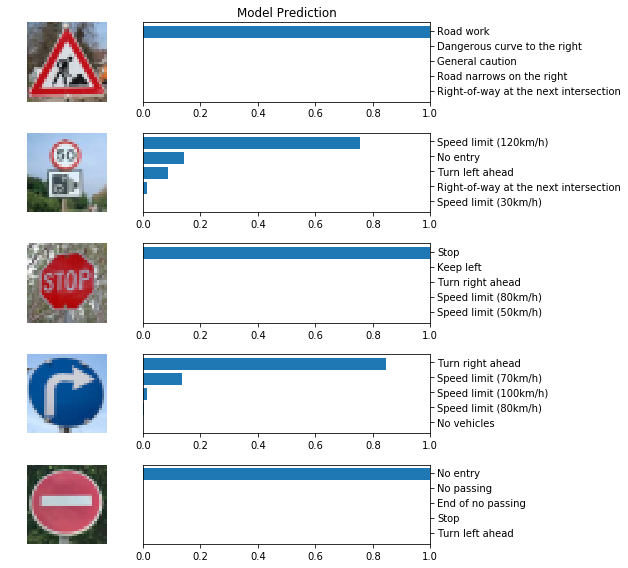 Model Prediction
Road work
Dangerous curve to the right
General caution
Road narrows on the right
Right-of-way at the next intersection
0.0 0.2 0.4 0.6 0.8 1.0
50
Speed limit (120km/h)
No entry
Turn left ahead
Right-of-way at the next intersection
Speed limit (30km/h)
0.0 0.2 0.4 0.6 0.8 1.0
STOP
Stop
Keep left
Turn right ahead
Speed limit (80km/h)
Speed limit (50km/h)
0.0 0.2 0.4 0.6 0.8 1.0
Turn right ahead
Speed limit (70km/h)
Speed limit (100km/h)
Speed limit (80km/h)
No vehicles
0.0 0.2 0.4 0.6 0.8 1.0
No entry
No passing
End of no passing
Stop
Turn left ahead
0.0 0.2 0.4 0.6 0.8 1.0